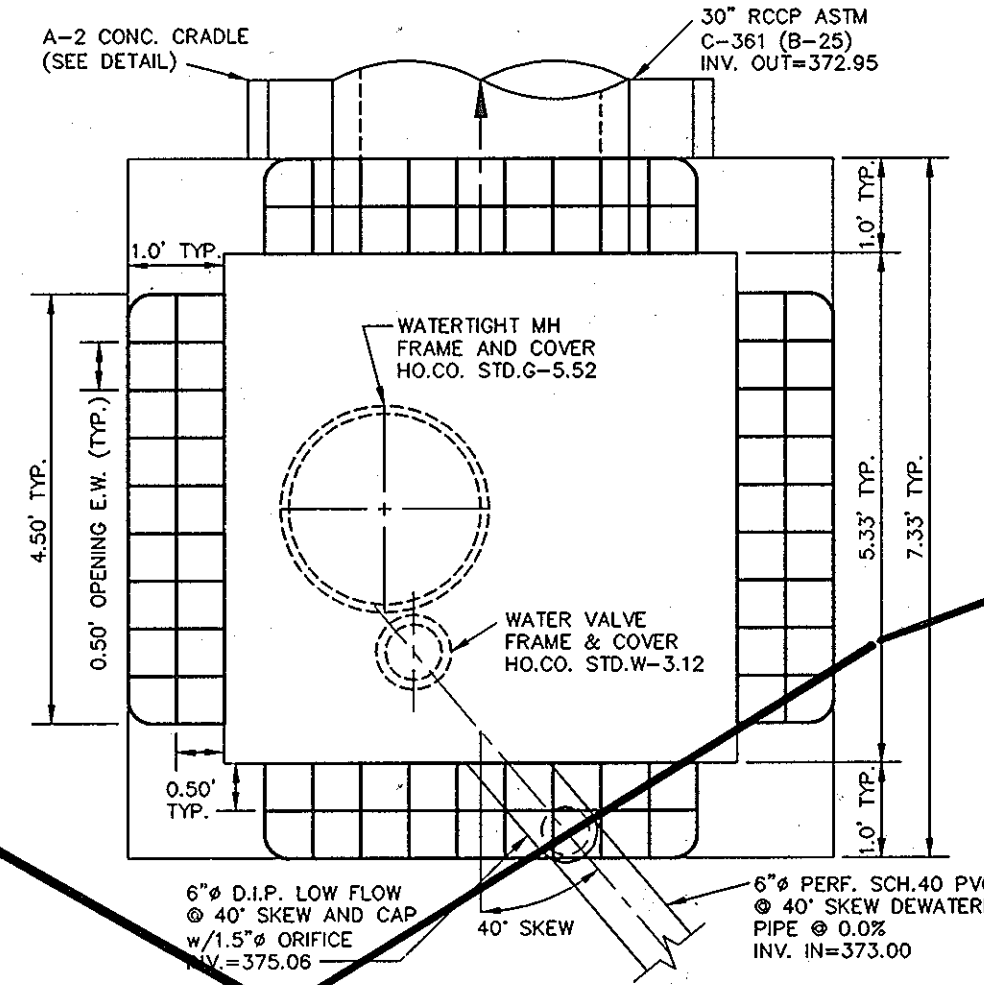 A-2 CONC. CRADLE
(SEE DETAIL)
30" RCCP ASTM
C-361 (B-25)
INV. OUT=372.95
1.0' TYP.
1.0' TYP.
WATERTIGHT MH
FRAME AND COVER
HO.CO. STD.G-5.52
4.50' TYP.
0.50' OPENING E.W. (TYP.)
5.33' TYP.
7.33' TYP.
WATER VALVE
FRAME & COVER
HO.CO. STD.W-3.12
0.50'
TYP.
1.0' TYP.
6"ø D.I.P. LOW FLOW
@ 40° SKEW AND CAP
w/1.5"ø ORIFICE
INV.=375.06
40° SKEW
6"ø PERF. SCH.40 PVC
@ 40° SKEW DEWATERI
PIPE @ 0.0%
INV. IN=373.00